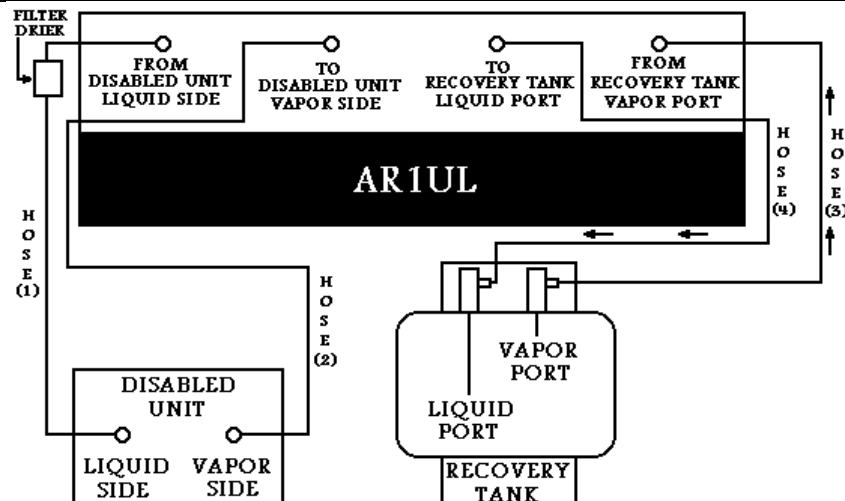 FILTER
DRIER
FROM
DISABLED UNIT
LIQUID SIDE
TO
DISABLED UNIT
VAPOR SIDE
TO
RECOVERY TANK
LIQUID PORT
FROM
RECOVERY TANK
VAPOR PORT
AR1UL
HOSE
(4)
HOSE
(3)
HOSE
(1)
HOSE
(2)
VAPOR
PORT
LIQUID
PORT
DISABLED
UNIT
LIQUID
SIDE
VAPOR
SIDE
RECOVERY
TANK